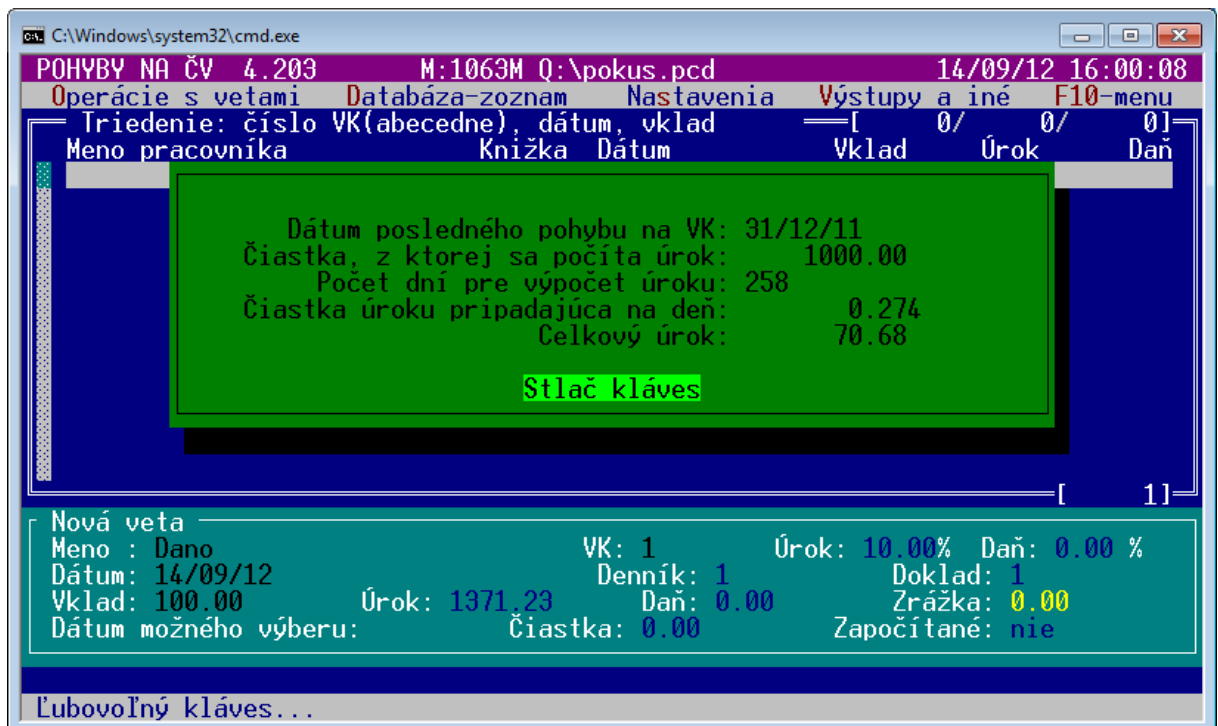 C:\Windows\system32\cmd.exe
POHYBY NA ČV 4.203 M:1063M Q:\pokus.pcd 14/09/12 16:00:08
Operácie s vetami Databáza-zoznam Nastavenia Výstupy a iné F10-menu
Triedenie: číslo VK(abecedne), dátum, vklad [ 0/ 0/ 0]
Meno pracovníka Knižka Dátum Vklad Úrok Daň
Dátum posledného pohybu na VK: 31/12/11
Čiastka, z ktorej sa počíta úrok: 1000.00
Počet dní pre výpočet úroku: 258
Čiastka úroku pripadajúca na deň: 0.274
Celkový úrok: 70.68
Stlač kláves
[ 1]
Nová veta
Meno : Dano VK: 1 Úrok: 10.00% Daň: 0.00 %
Dátum: 14/09/12 Denník: 1 Doklad: 1
Vklad: 100.00 Úrok: 1371.23 Daň: 0.00 Zrážka: 0.00
Dátum možného výberu: Čiastka: 0.00 Započítané: nie
Ľubovoľný kláves...